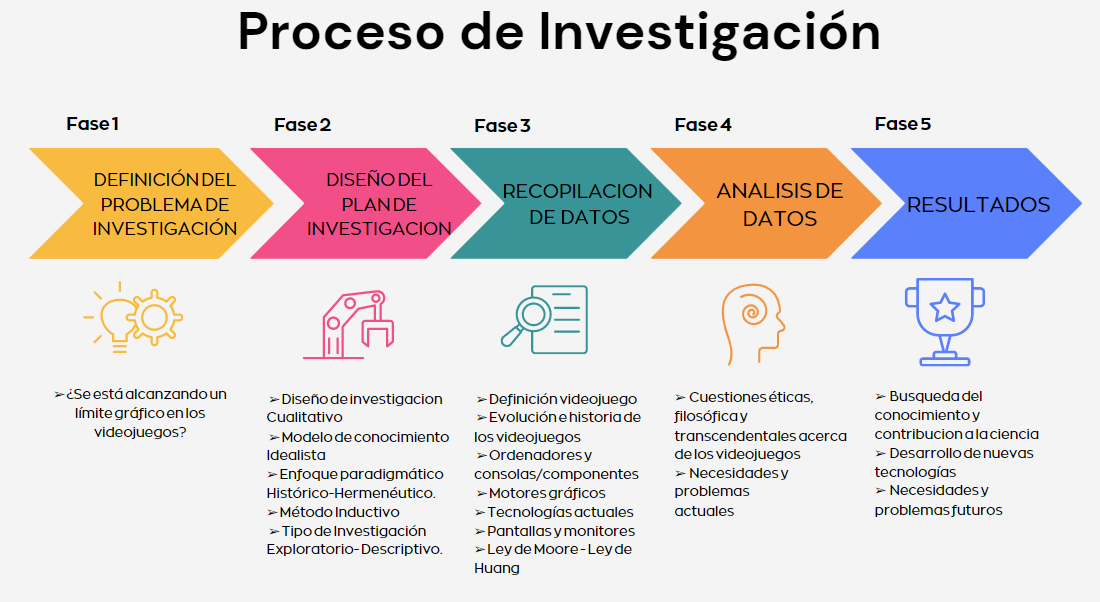 Proceso de Investigación
Fase 1
DEFINICIÓN DEL
PROBLEMA DE
INVESTIGACIÓN
➢¿Se está alcanzando un
límite gráfico en los
videojuegos?
Fase 2
DISEÑO DEL
PLAN DE
INVESTIGACION
➢Diseño de investigacion
Cualitativo
➢Modelo de conocimiento
Idealista
➢Enfoque paradigmático
Histórico-Hermenéutico.
➢Método Inductivo
➢Tipo de Investigación
Exploratorio- Descriptivo.
Fase 3
RECOPILACION
DE DATOS
➢Definición videojuego
➢Evolución e historia de
los videojuegos
➢Ordenadores y
consolas/componentes
➢Motores gráficos
➢Tecnologías actuales
➢Pantallas y monitores
➢Ley de Moore - Ley de
Huang
Fase 4
ANALISIS DE
DATOS
➢ Cuestiones éticas,
filosófica y
transcendentales acerca
de los videojuegos
➢ Necesidades y
problemas
actuales
Fase 5
RESULTADOS
➢ Busqueda del
conocimiento y
contribucion a la ciencia
➢ Desarrollo de nuevas
tecnologías
➢ Necesidades y
problemas futuros